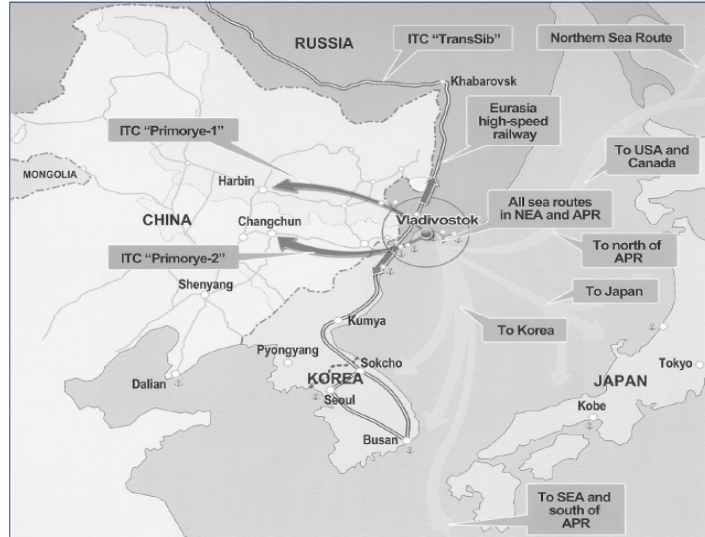 RUSSIA
ITC “TransSib”
Northern Sea Route
Khabarovsk
Eurasia
high-speed
railway
ITC “Primorye-1”
To USA and
Canada
MONGOLIA
Harbin
All sea routes
in NEA and APR
Vladivostok
CHINA
Changchun
To north of
APR
ITC “Primorye-2”
Shenyang
To Japan
Kumya
To Korea
Pyongyang
Sokcho
Dalian
KOREA
Seoul
JAPAN
Tokyo
Kobe
Busan
To SEA and
south of
APR